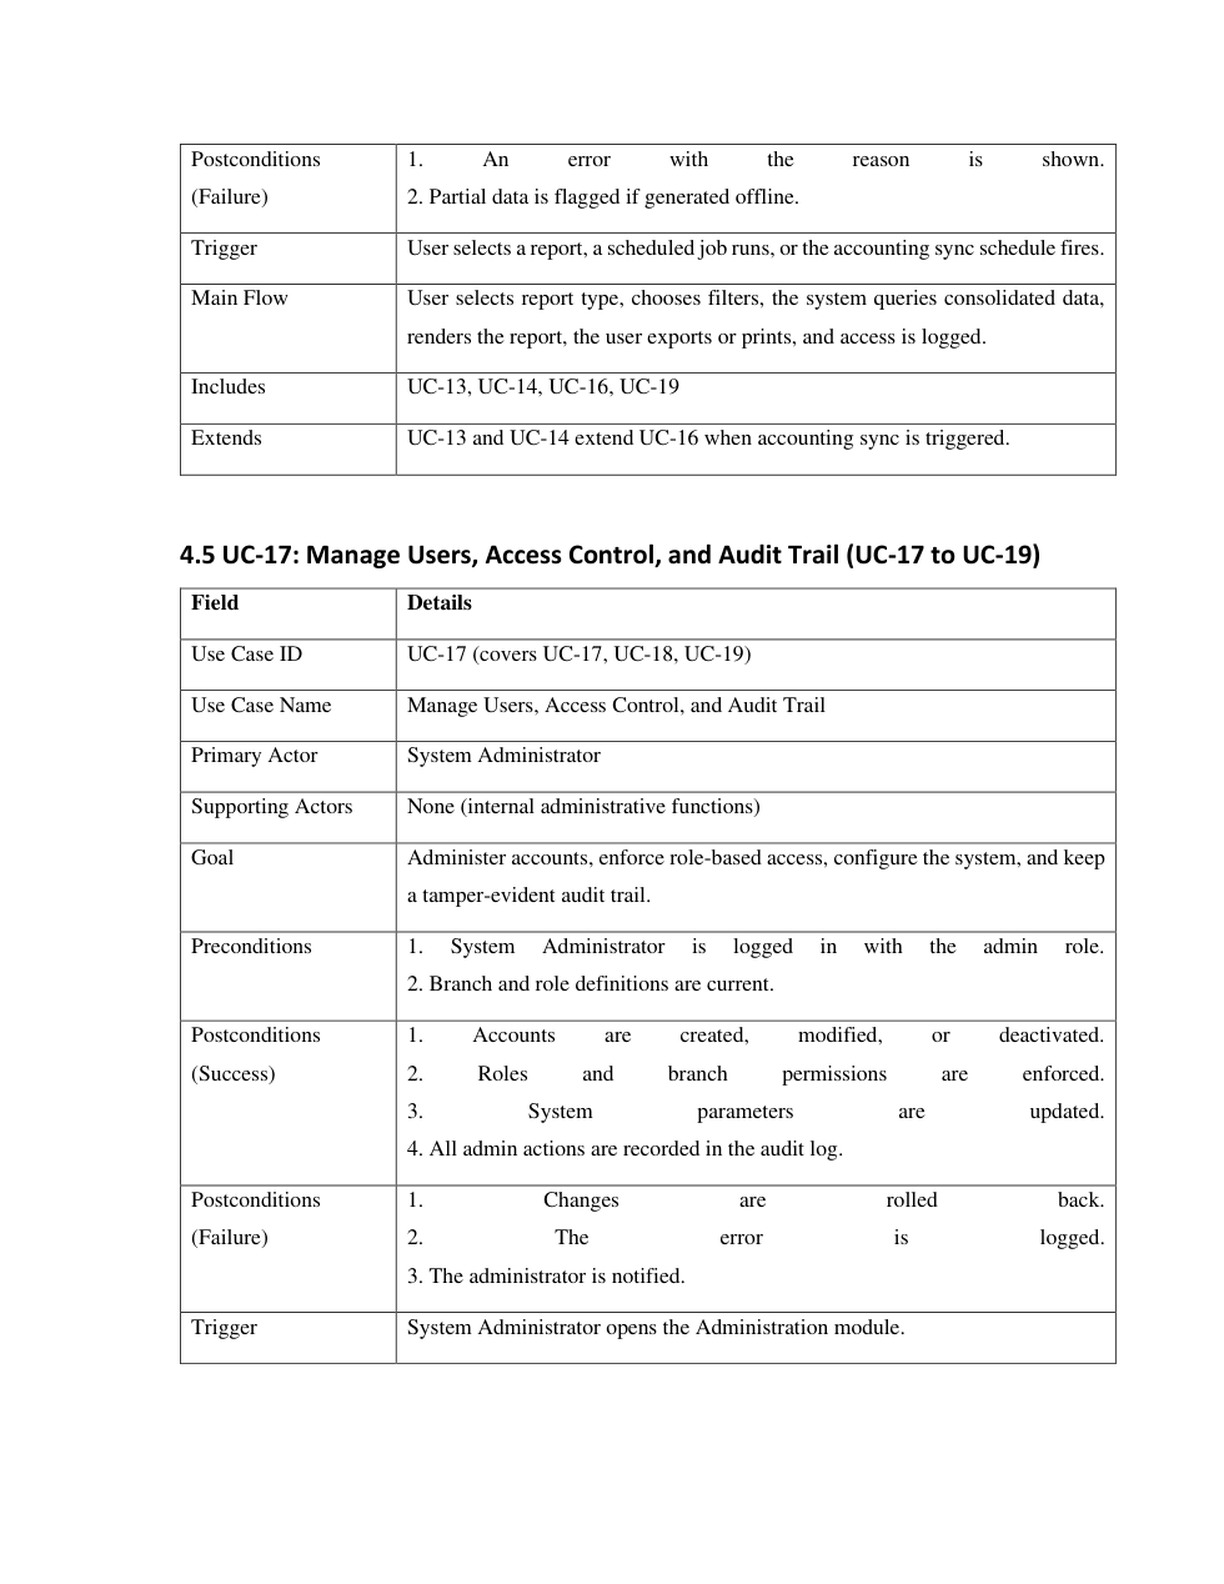 Postconditions
(Failure)
1. An error with the reason is shown.
2. Partial data is flagged if generated offline.
Trigger
User selects a report, a scheduled job runs, or the accounting sync schedule fires.
Main Flow
User selects report type, chooses filters, the system queries consolidated data,
renders the report, the user exports or prints, and access is logged.
Includes
UC-13, UC-14, UC-16, UC-19
Extends
UC-13 and UC-14 extend UC-16 when accounting sync is triggered.
4.5 UC-17: Manage Users, Access Control, and Audit Trail (UC-17 to UC-19)
Field
Details
Use Case ID
UC-17 (covers UC-17, UC-18, UC-19)
Use Case Name
Manage Users, Access Control, and Audit Trail
Primary Actor
System Administrator
Supporting Actors
None (internal administrative functions)
Goal
Administer accounts, enforce role-based access, configure the system, and keep
a tamper-evident audit trail.
Preconditions
1. System Administrator is logged in with the admin role.
2. Branch and role definitions are current.
Postconditions
(Success)
1. Accounts are created, modified, or deactivated.
2. Roles and branch permissions are enforced.
3. System parameters are updated.
4. All admin actions are recorded in the audit log.
Postconditions
(Failure)
1. Changes are rolled back.
2. The error is logged.
3. The administrator is notified.
Trigger
System Administrator opens the Administration module.